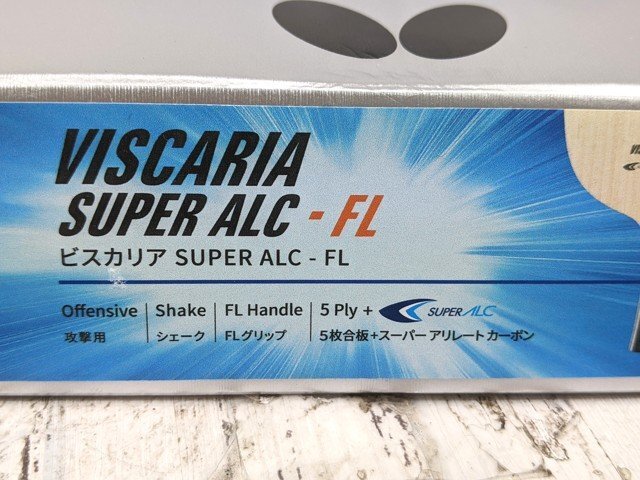 VISCARIA
SUPER ALC - FL
ビスカリア SUPER ALC - FL
Offensive Shake FL Handle 5 Ply + SUPER ALC
攻撃用 シェーク FLグリップ 5枚合板+スーパー アリレート カーボン